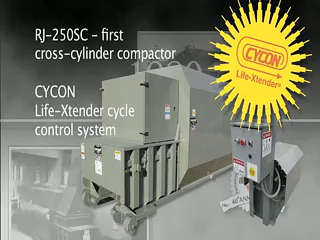 RJ-250SC – first
cross-cylinder compactor
CYCON
Life-Xtender cycle
control system
CYCON
Life-Xtender®